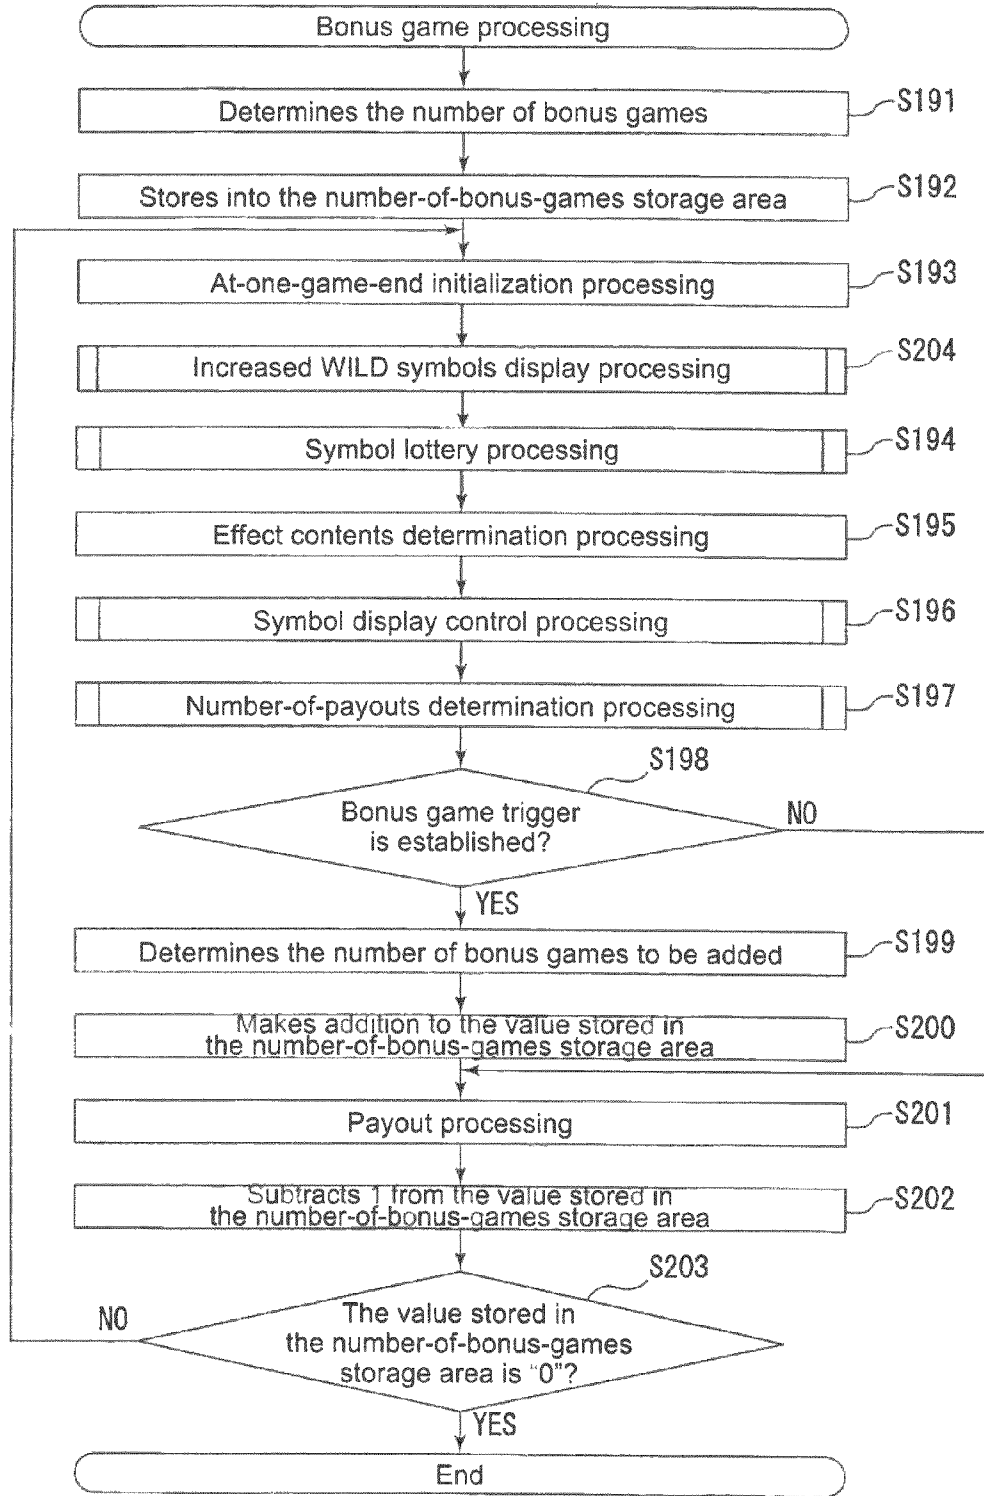 Bonus game processing
Determines the number of bonus games
S191
Stores into the number-of-bonus-games storage area
S192
At-one-game-end initialization processing
S193
Increased WILD symbols display processing
S204
Symbol lottery processing
S194
Effect contents determination processing
S195
Symbol display control processing
S196
Number-of-payouts determination processing
S197
S198
Bonus game trigger
is established?
NO
YES
Determines the number of bonus games to be added
S199
Makes addition to the value stored in
the number-of-bonus-games storage area
S200
Payout processing
S201
Subtracts 1 from the value stored in
the number-of-bonus-games storage area
S202
S203
The value stored in
the number-of-bonus-games
storage area is "0"?
NO
YES
End